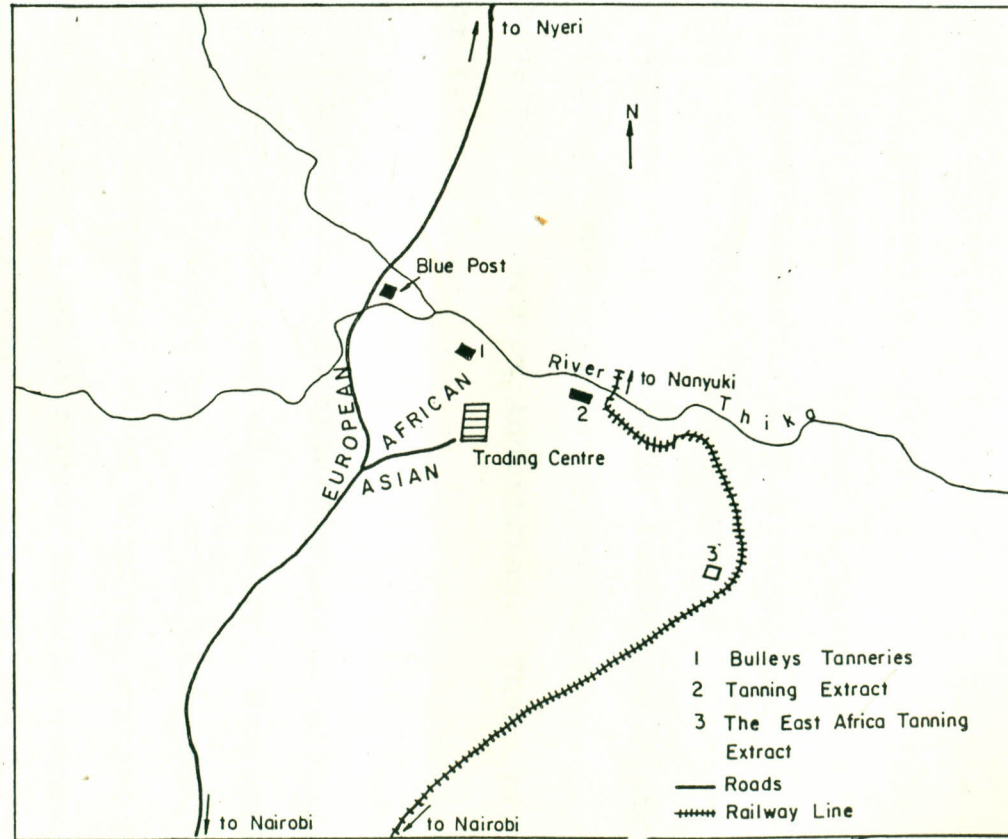 to Nyeri
N
Blue Post
1
River
to Nanyuki
Thika
2
EUROPEAN
AFRICAN
ASIAN
Trading Centre
3
1 Bulleys Tanneries
2 Tanning Extract
3 The East Africa Tanning
Extract
Roads
Railway Line
to Nairobi
to Nairobi